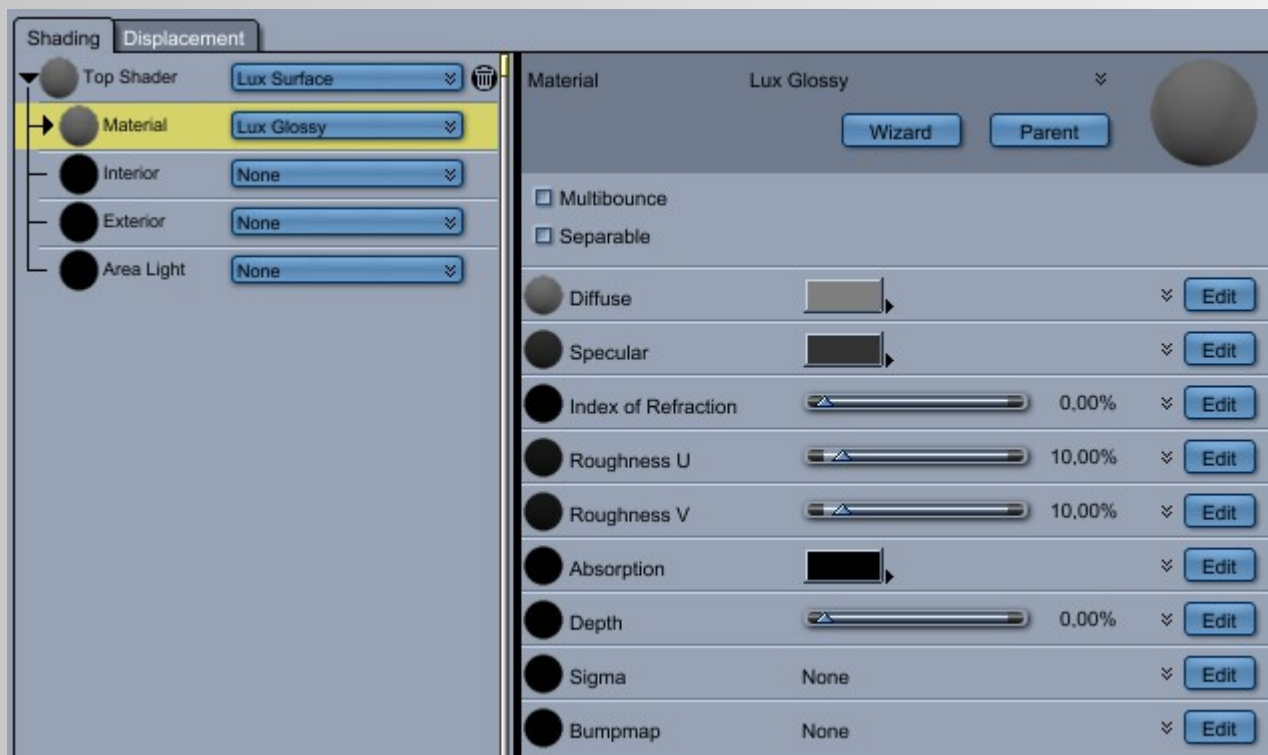 Shading Displacement
Top Shader Lux Surface
Material Lux Glossy
Interior None
Exterior None
Area Light None
Material Lux Glossy
Wizard Parent
Multibounce
Separable
Diffuse Edit
Specular Edit
Index of Refraction 0,00% Edit
Roughness U 10,00% Edit
Roughness V 10,00% Edit
Absorption Edit
Depth 0,00% Edit
Sigma None Edit
Bumpmap None Edit